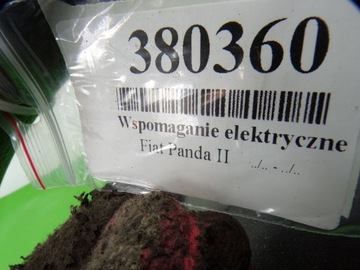 380360
Wspomaganie elektryczne
Fiat Panda II ../.. - ../..